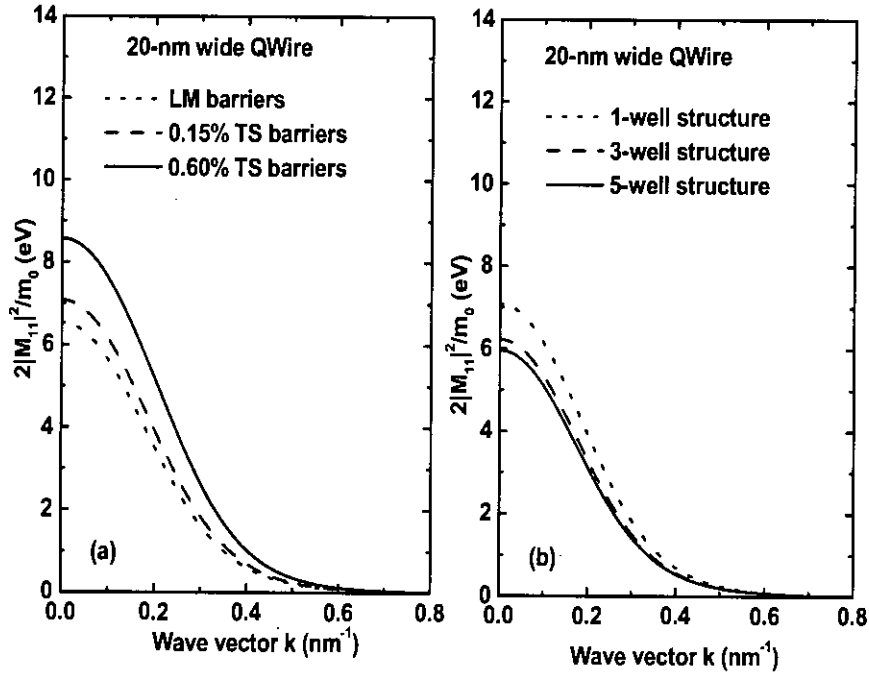 14
12
10
8
6
4
2
0
2|M₁₁|²/m₀ (eV)
20-nm wide QWire
LM barriers
0.15% TS barriers
0.60% TS barriers
(a)
0.0 0.2 0.4 0.6 0.8
Wave vector k (nm⁻¹)
14
12
10
8
6
4
2
0
2|M₁₁|²/m₀ (eV)
20-nm wide QWire
1-well structure
3-well structure
5-well structure
(b)
0.0 0.2 0.4 0.6 0.8
Wave vector k (nm⁻¹)